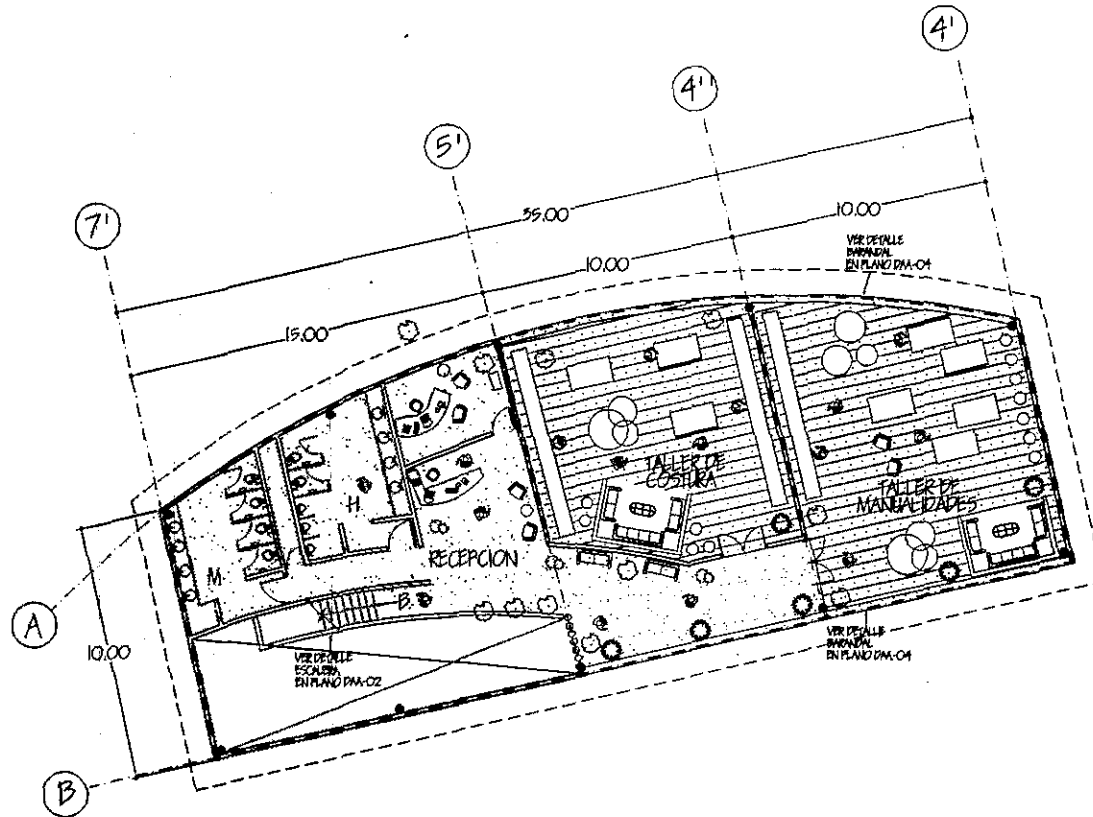 4'
4''
5'
7'
35.00
10.00
10.00
15.00
VER DETALLE
BARANDAL
EN PLANO DAA-04
TALLER DE
COSTURA
TALLER DE
MANUALIDADES
H
RECEPCION
M
B.
A
10.00
VER DETALLE
ESCALERA
EN PLANO DAA-02
VER DETALLE
BARANDAL
EN PLANO DAA-04
B